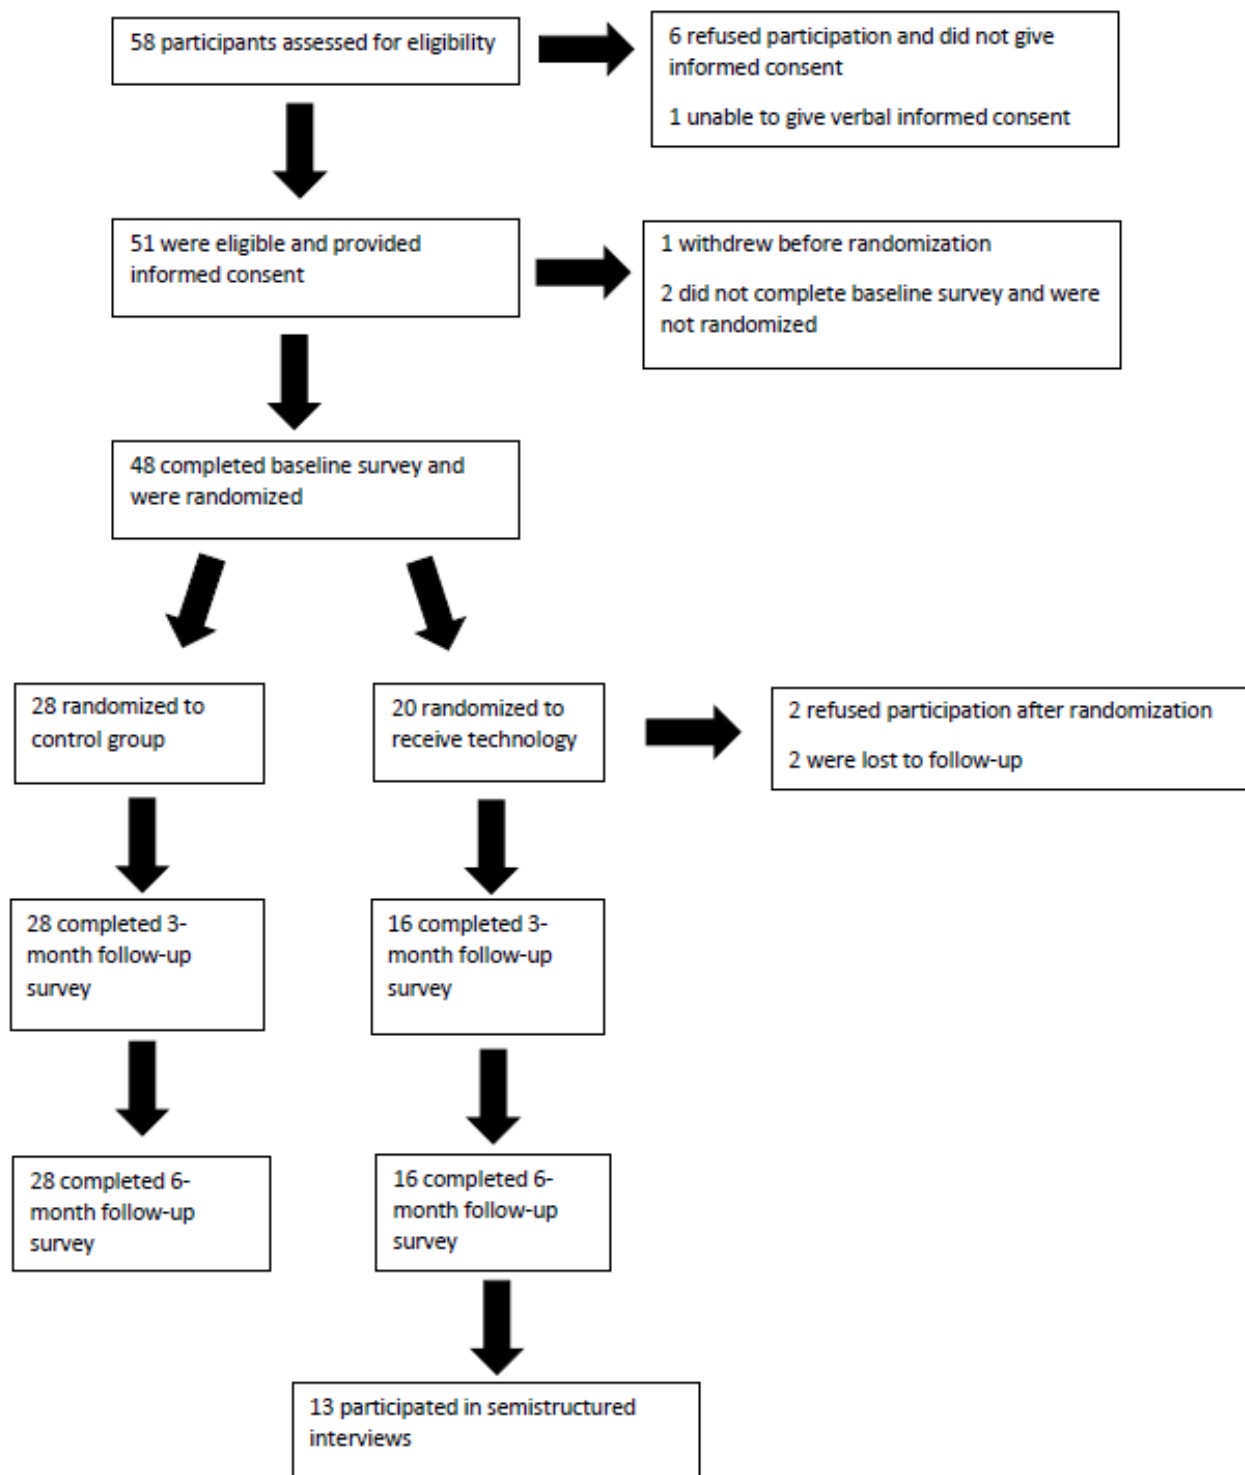 58 participants assessed for eligibility
6 refused participation and did not give
informed consent
1 unable to give verbal informed consent
51 were eligible and provided
informed consent
1 withdrew before randomization
2 did not complete baseline survey and were
not randomized
48 completed baseline survey and
were randomized
28 randomized to
control group
20 randomized to
receive technology
2 refused participation after randomization
2 were lost to follow-up
28 completed 3-
month follow-up
survey
16 completed 3-
month follow-up
survey
28 completed 6-
month follow-up
survey
16 completed 6-
month follow-up
survey
13 participated in semistructured
interviews